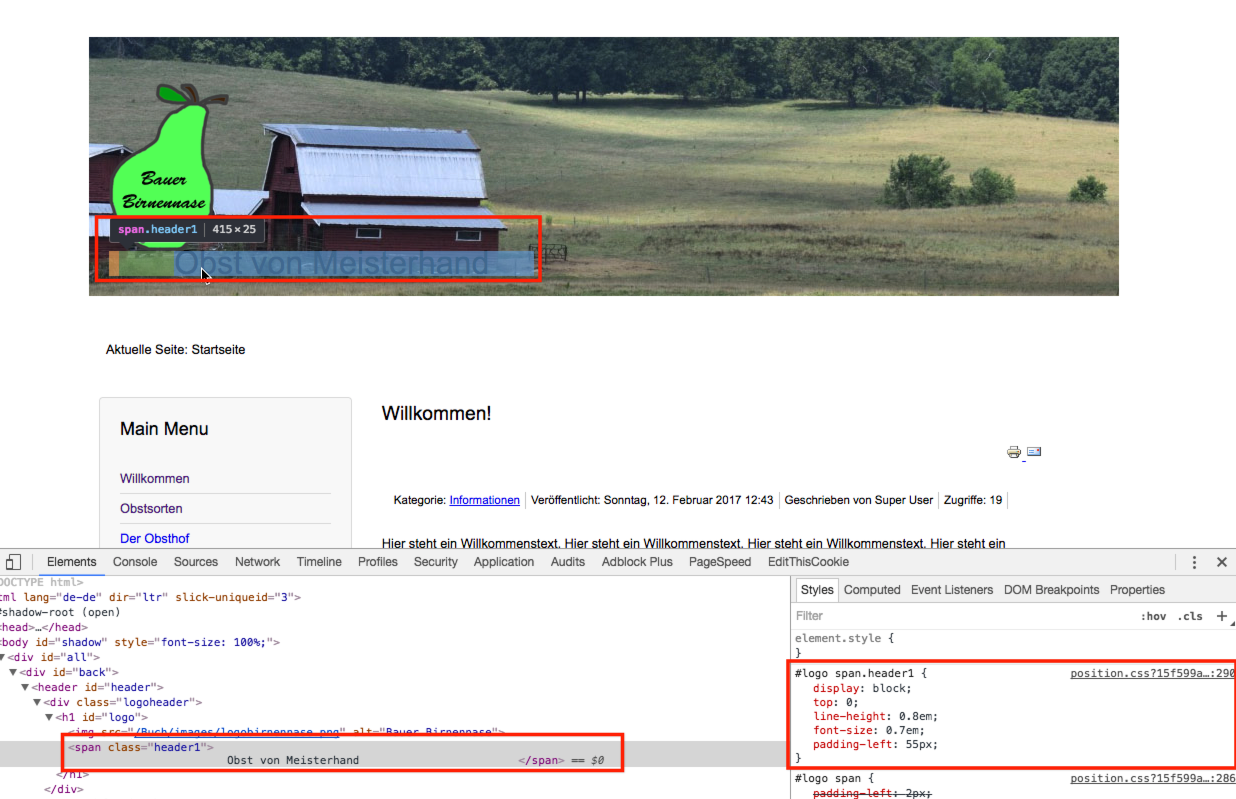 Bauer
Birnennase
span.header1 415×25
Obst von Meisterhand
Aktuelle Seite: Startseite
Main Menu
Willkommen
Obstsorten
Der Obsthof
Willkommen!
Kategorie: Informationen Veröffentlicht: Sonntag, 12. Februar 2017 12:43 Geschrieben von Super User Zugriffe: 19
Hier steht ein Willkommenstext. Hier steht ein Willkommenstext. Hier steht ein Willkommenstext. Hier steht ein
Elements Console Sources Network Timeline Profiles Security Application Audits Adblock Plus PageSpeed EditThisCookie
OCTYPE html>
tml lang="de-de" dir="ltr" slick-uniqueid="3">
#shadow-root (open)
<head>…</head>
<body id="shadow" style="font-size: 100%;">
▼<div id="all">
▼<div id="back">
▼<header id="header">
▼<div class="logoheader">
▼<h1 id="logo">
<img src="/Buch/images/logobirnennase.png" alt="Bauer Birnennase">
<span class="header1">
Obst von Meisterhand </span> == $0
</h1>
</div>
Styles Computed Event Listeners DOM Breakpoints Properties
Filter :hov .cls +
element.style {
}
#logo span.header1 { position.css?15f599a…:290
display: block;
top: 0;
line-height: 0.8em;
font-size: 0.7em;
padding-left: 55px;
}
#logo span { position.css?15f599a…:286
padding-left: 2px;